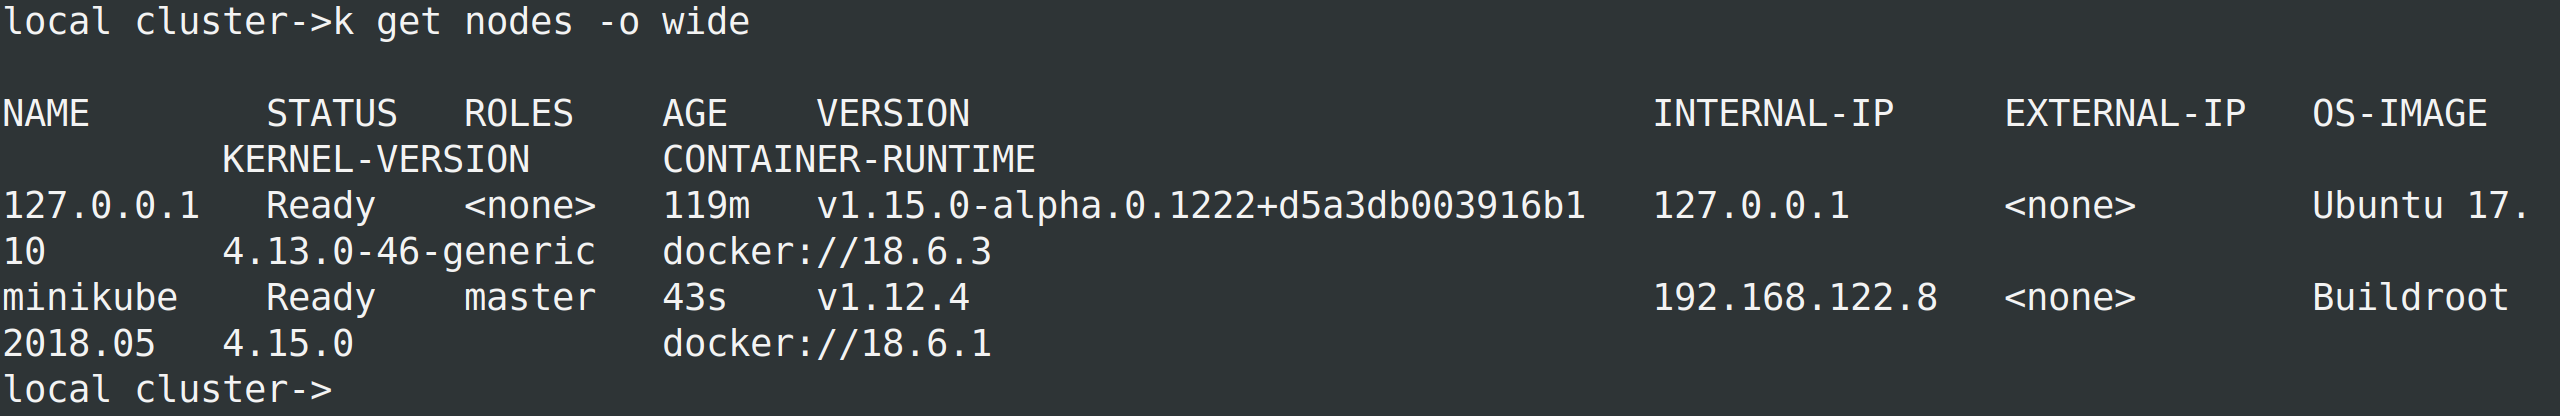 local cluster->k get nodes -o wide
NAME        STATUS   ROLES    AGE    VERSION                               INTERNAL-IP     EXTERNAL-IP   OS-IMAGE
          KERNEL-VERSION      CONTAINER-RUNTIME
127.0.0.1   Ready    <none>   119m   v1.15.0-alpha.0.1222+d5a3db003916b1   127.0.0.1       <none>        Ubuntu 17.
10        4.13.0-46-generic   docker://18.6.3
minikube    Ready    master   43s    v1.12.4                               192.168.122.8   <none>        Buildroot
2018.05   4.15.0              docker://18.6.1
local cluster->